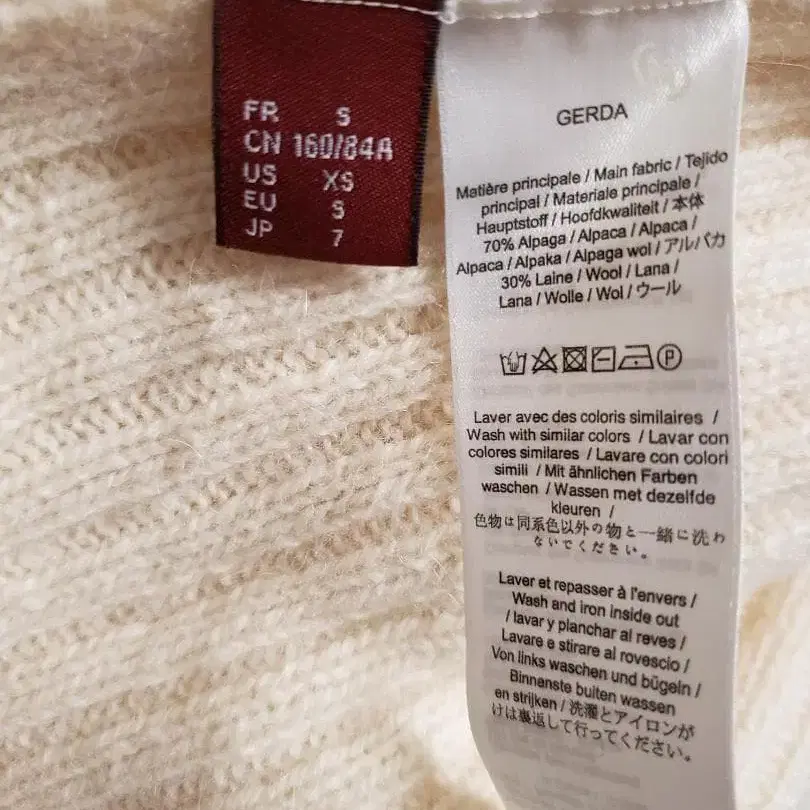 FR S
CN 160/84A
US XS
EU S
JP 7
GERDA
Matière principale / Main fabric / Tejido
principal / Materiale principale /
Hauptstoff / Hoofdkwaliteit / 本体
70% Alpaga / Alpaca / Alpaca /
Alpaca / Alpaka / Alpaga wol / アルパカ
30% Laine / Wool / Lana /
Lana / Wolle / Wol / ウール
P
Laver avec des coloris similaires /
Wash with similar colors / Lavar con
colores similares / Lavare con colori
simili / Mit ähnlichen Farben
waschen / Wassen met dezelfde
kleuren /
色物は同系色以外の物と一緒に洗わ
ないでください。
Laver et repasser à l'envers /
Wash and iron inside out
/ lavar y planchar al reves /
Lavare e stirare al rovescio /
Von links waschen und bügeln /
Binnenste buiten wassen
en strijken / 洗濯とアイロンが
けは裏返して行ってください。